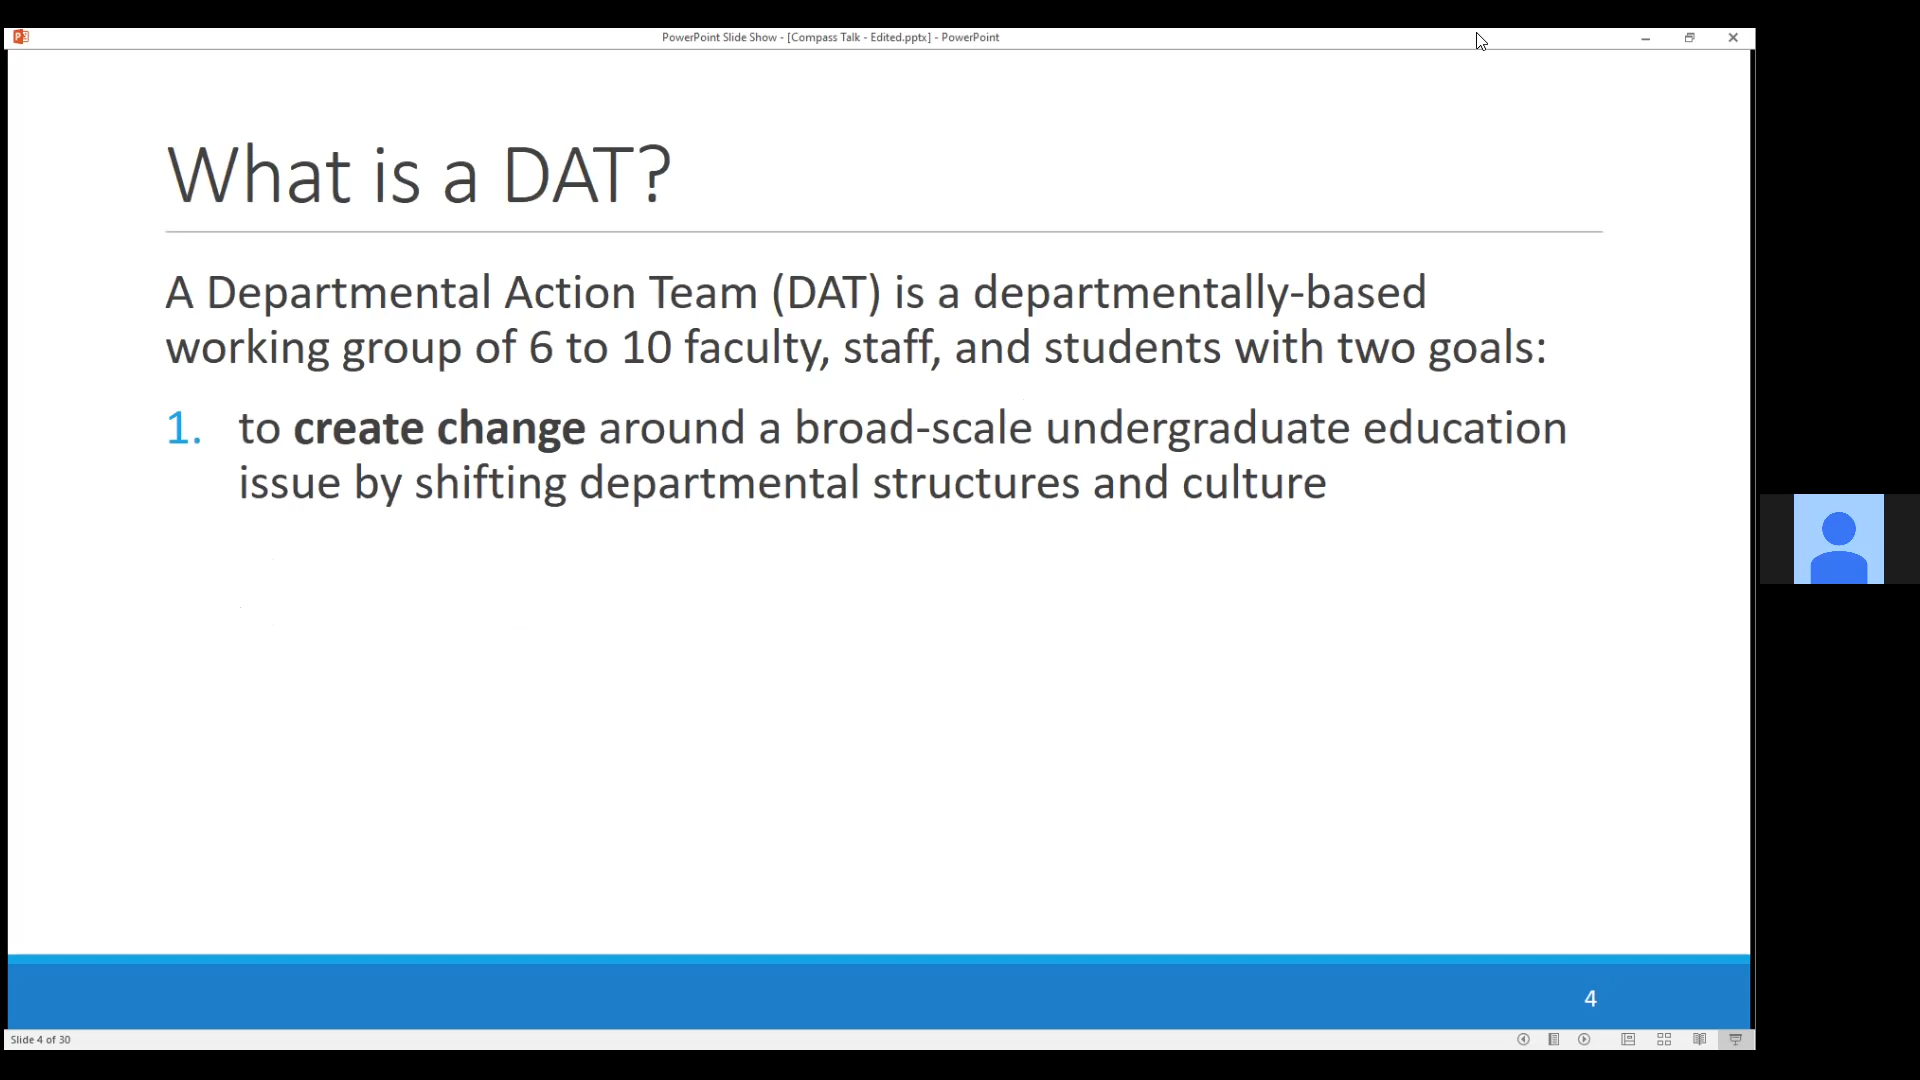 PowerPoint Slide Show - [Compass Talk - Edited.pptx] - PowerPoint
What is a DAT?
A Departmental Action Team (DAT) is a departmentally-based
working group of 6 to 10 faculty, staff, and students with two goals:
1. to create change around a broad-scale undergraduate education
issue by shifting departmental structures and culture
4
Slide 4 of 30